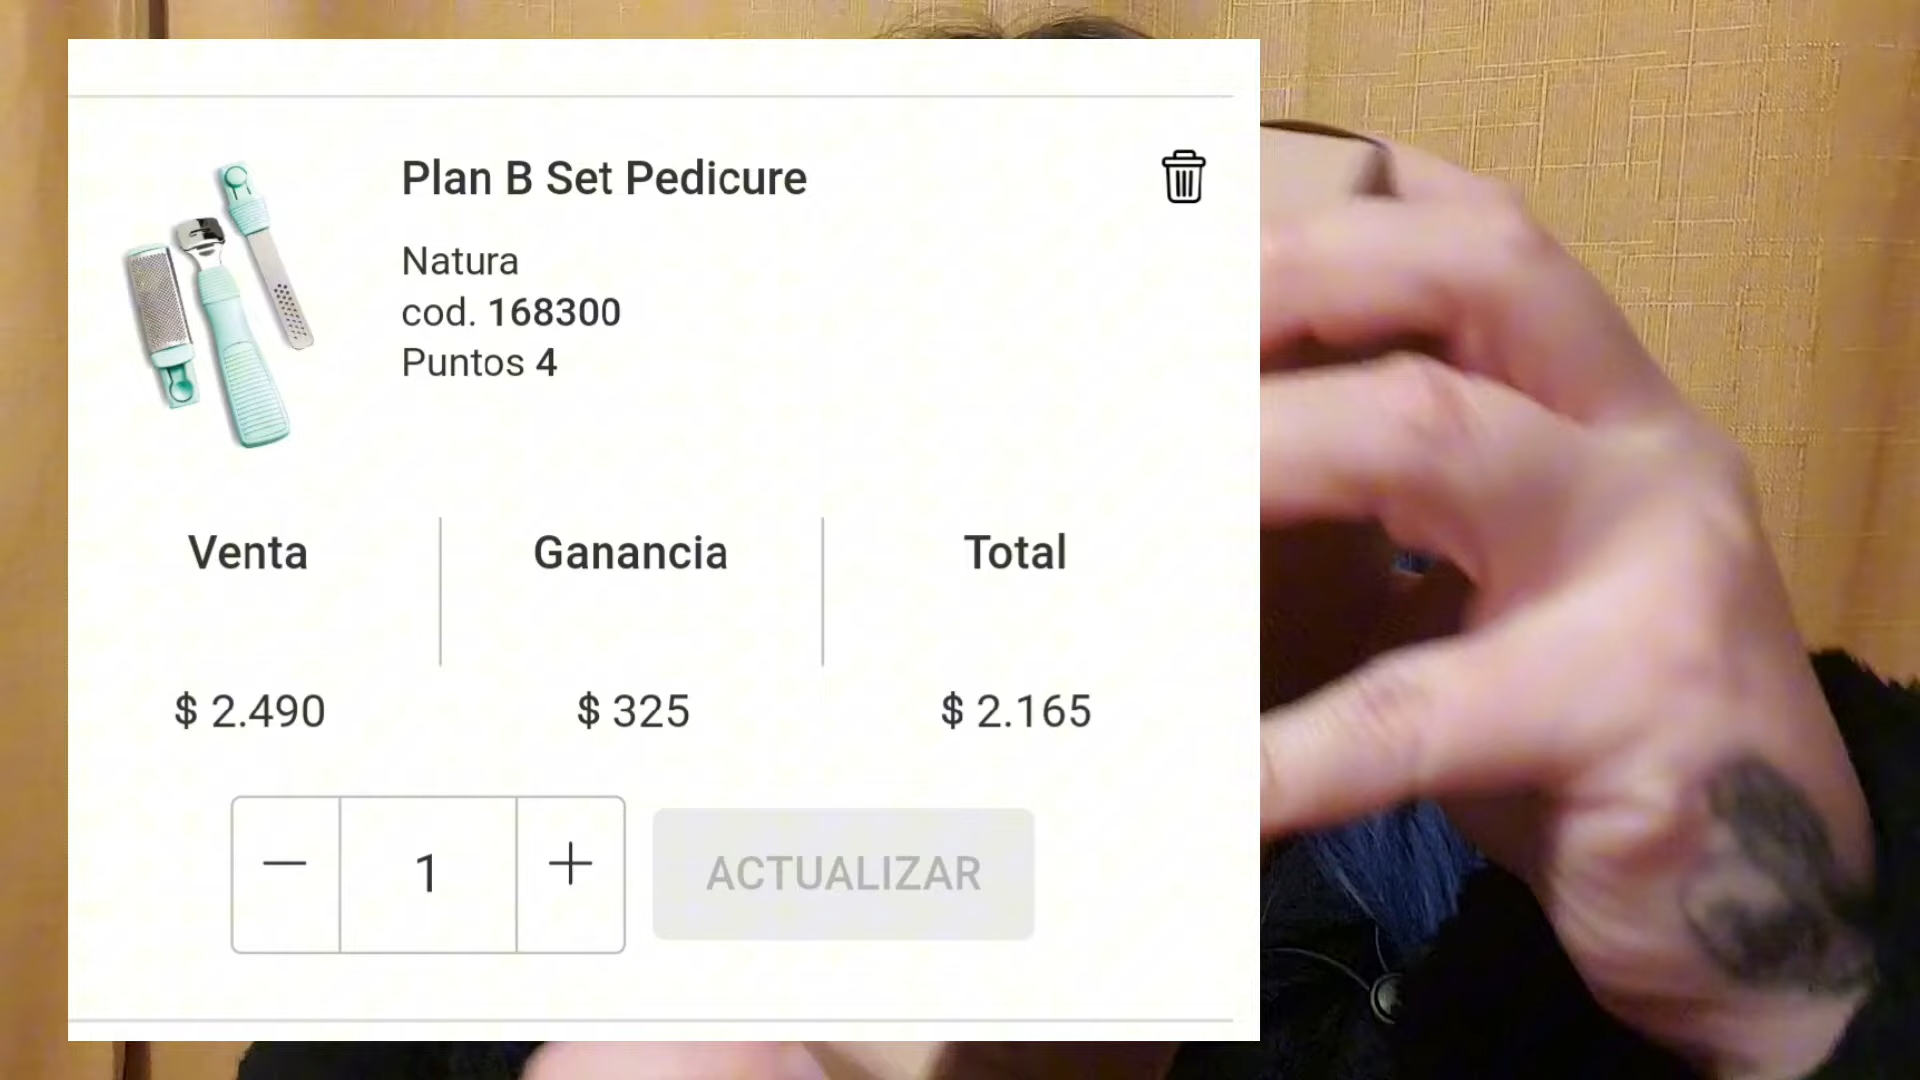 Plan B Set Pedicure
Natura
cod. 168300
Puntos 4
Venta
Ganancia
Total
$ 2.490
$ 325
$ 2.165
1
ACTUALIZAR